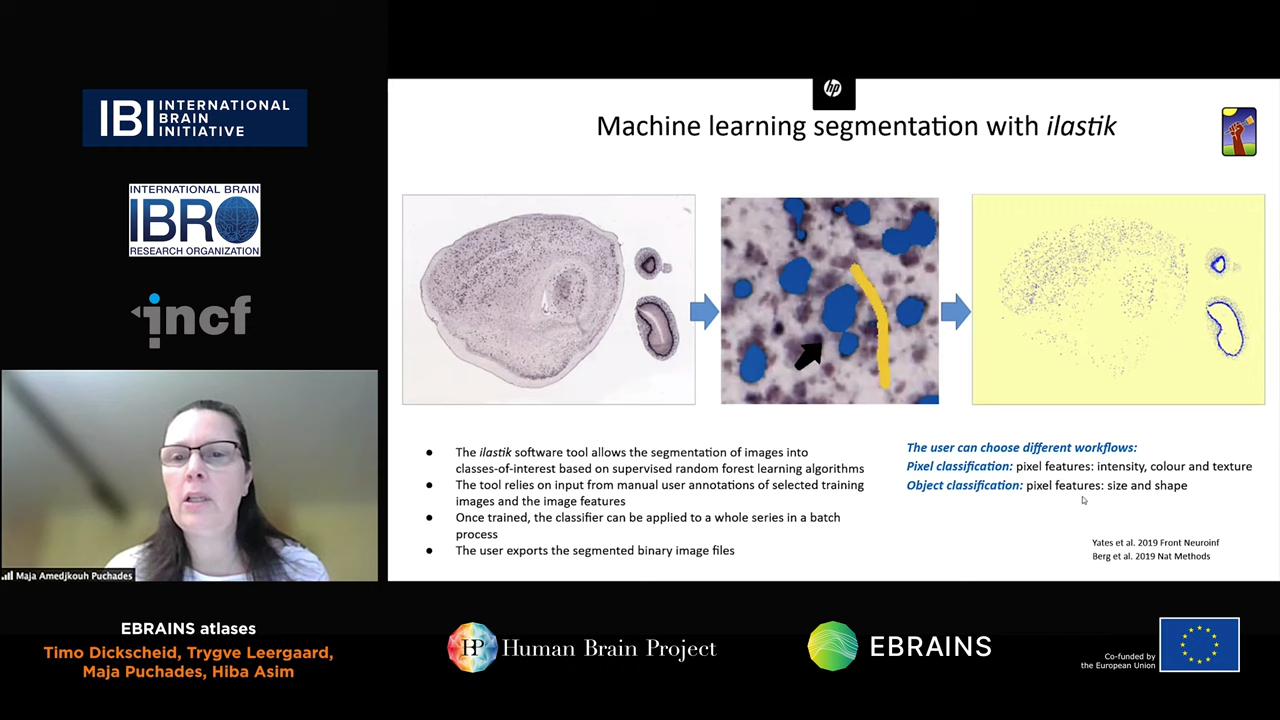 IBI INTERNATIONAL
BRAIN
INITIATIVE
INTERNATIONAL BRAIN
IBRO
RESEARCH ORGANIZATION
incf
Maja Amedjkouh Puchades
EBRAINS atlases
Timo Dickscheid, Trygve Leergaard,
Maja Puchades, Hiba Asim
hp
Machine learning segmentation with ilastik
• The ilastik software tool allows the segmentation of images into
classes-of-interest based on supervised random forest learning algorithms
• The tool relies on input from manual user annotations of selected training
images and the image features
• Once trained, the classifier can be applied to a whole series in a batch
process
• The user exports the segmented binary image files
The user can choose different workflows:
Pixel classification: pixel features: intensity, colour and texture
Object classification: pixel features: size and shape
Yates et al. 2019 Front Neuroinf
Berg et al. 2019 Nat Methods
HBP Human Brain Project
EBRAINS
Co-funded by
the European Union